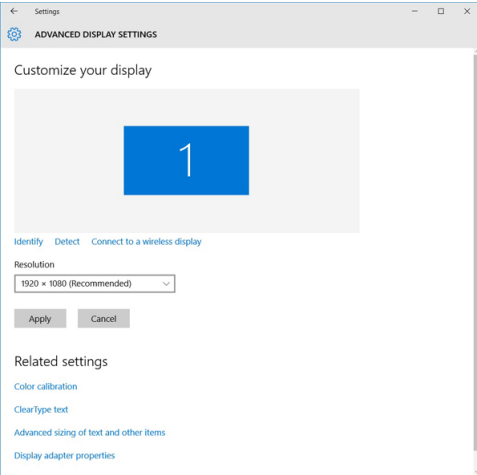 Settings
ADVANCED DISPLAY SETTINGS
Customize your display
1
Identify Detect Connect to a wireless display
Resolution
1920 × 1080 (Recommended)
Apply Cancel
Related settings
Color calibration
ClearType text
Advanced sizing of text and other items
Display adapter properties